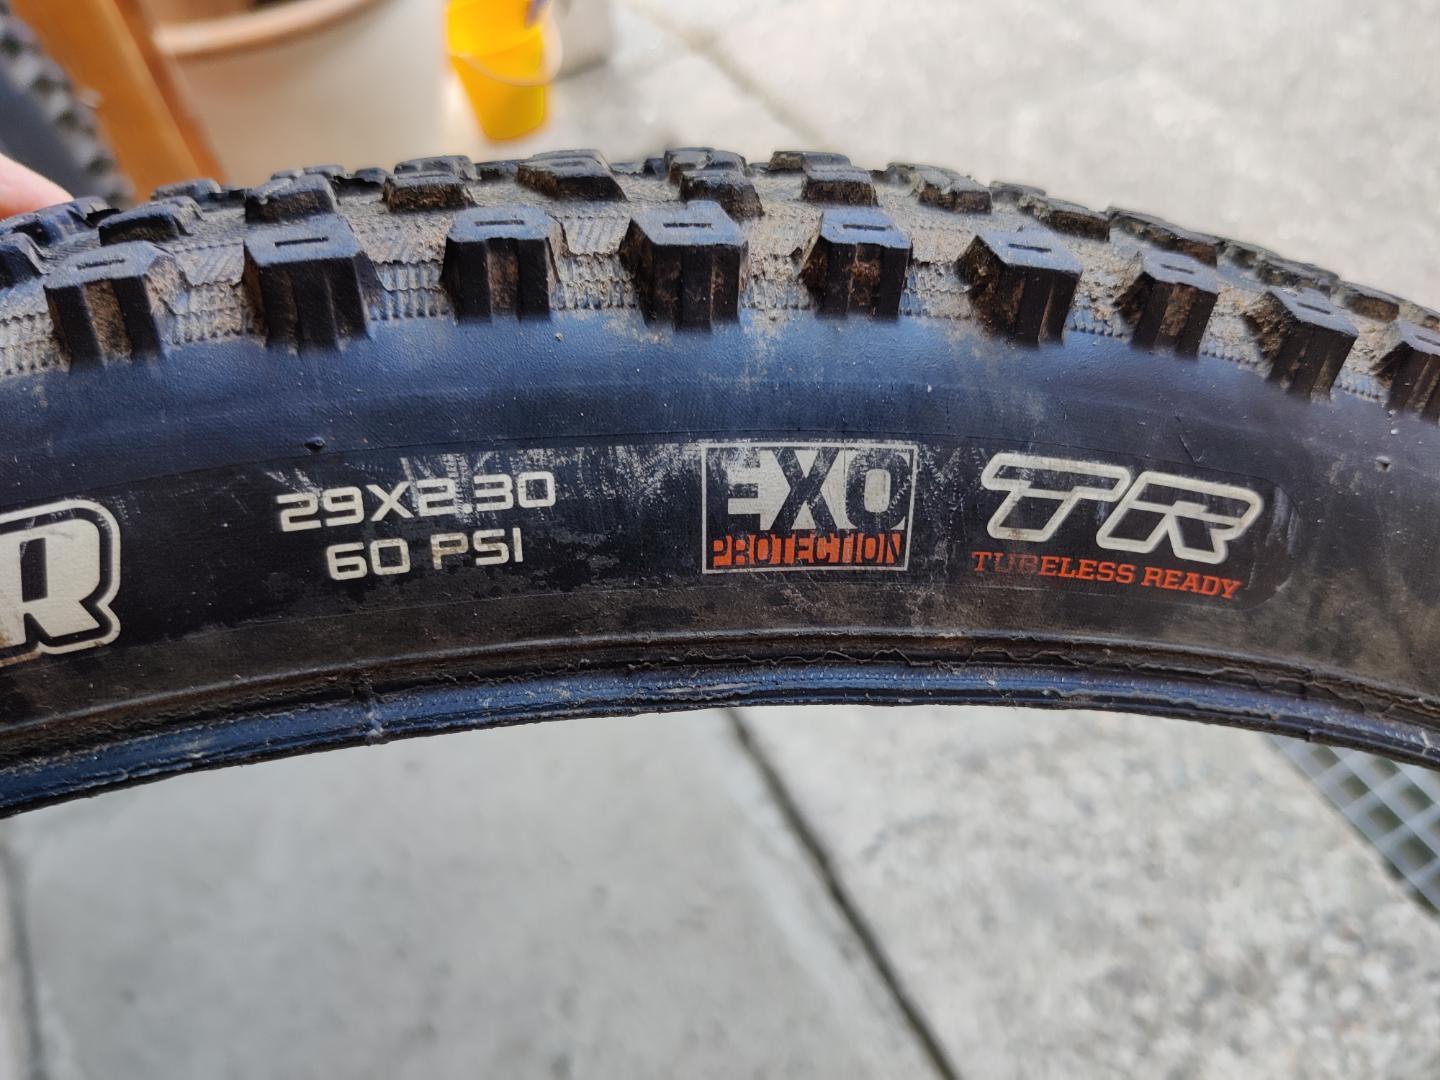 R
29X2.30
60 PSI
EXO
PROTECTION
TR
TUBELESS READY